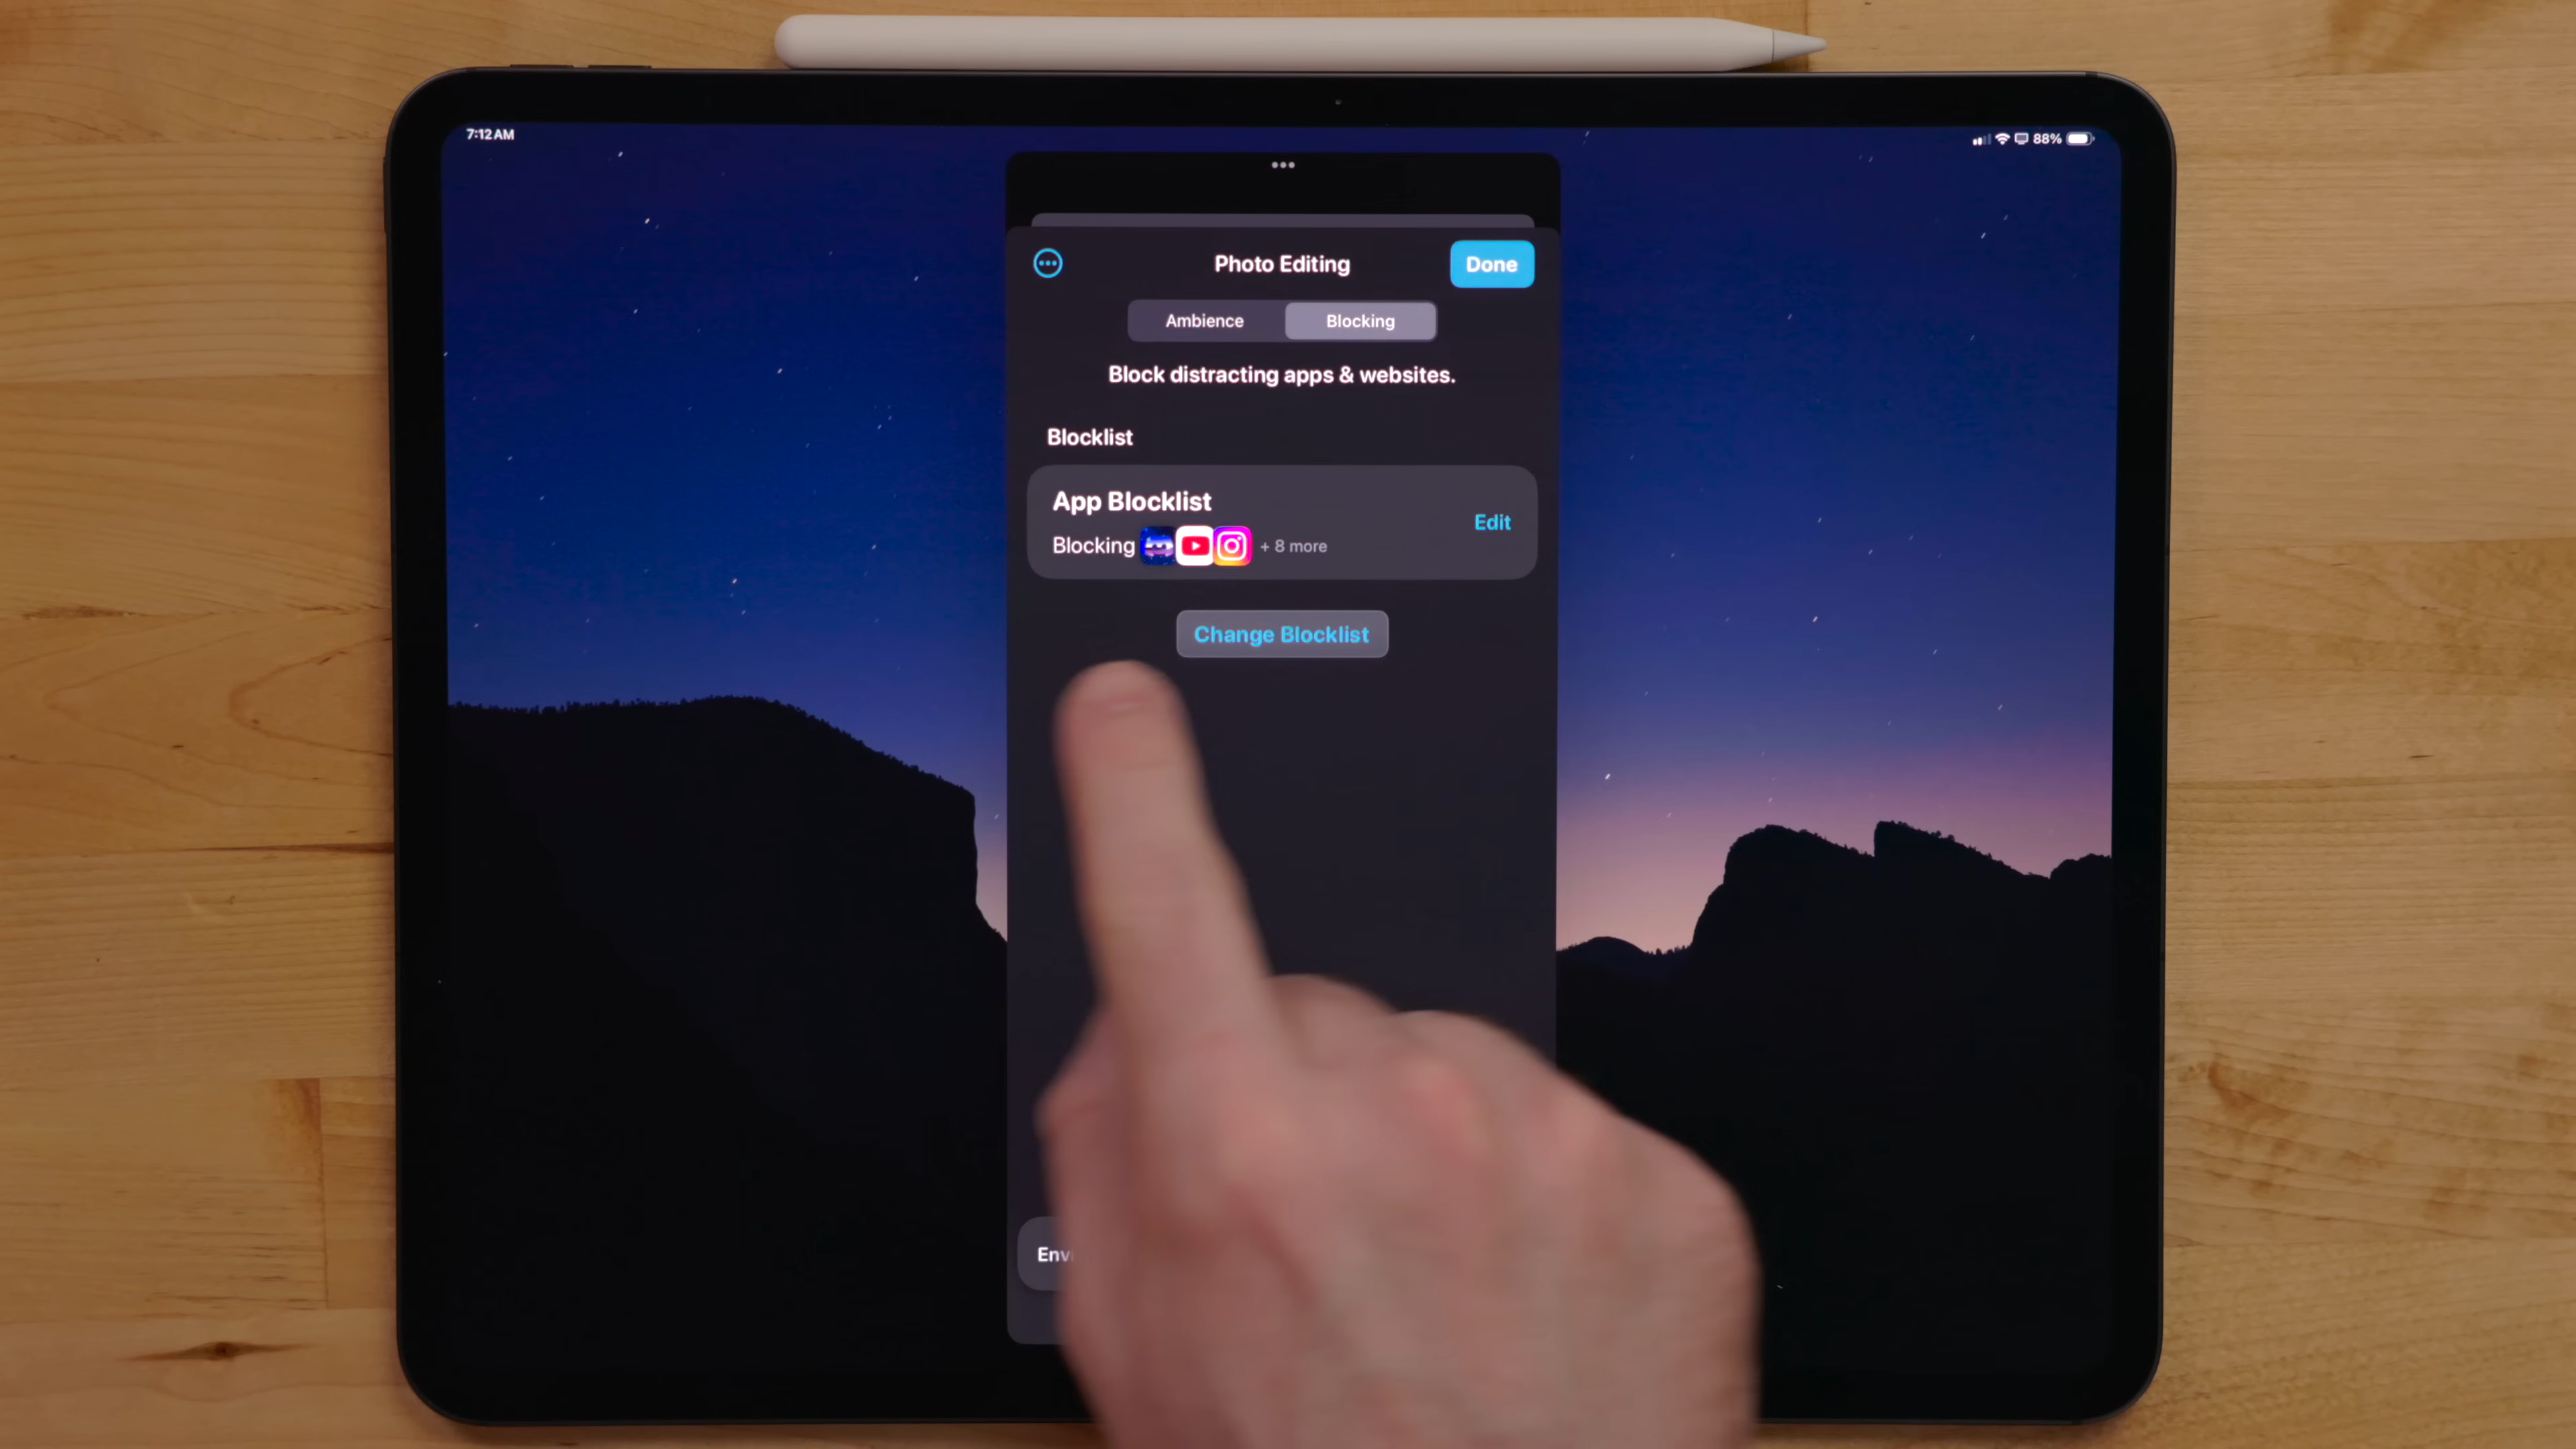 7:12 AM
88%
Photo Editing
Done
Ambience
Blocking
Block distracting apps & websites.
Blocklist
App Blocklist
Edit
Blocking
+ 8 more
Change Blocklist